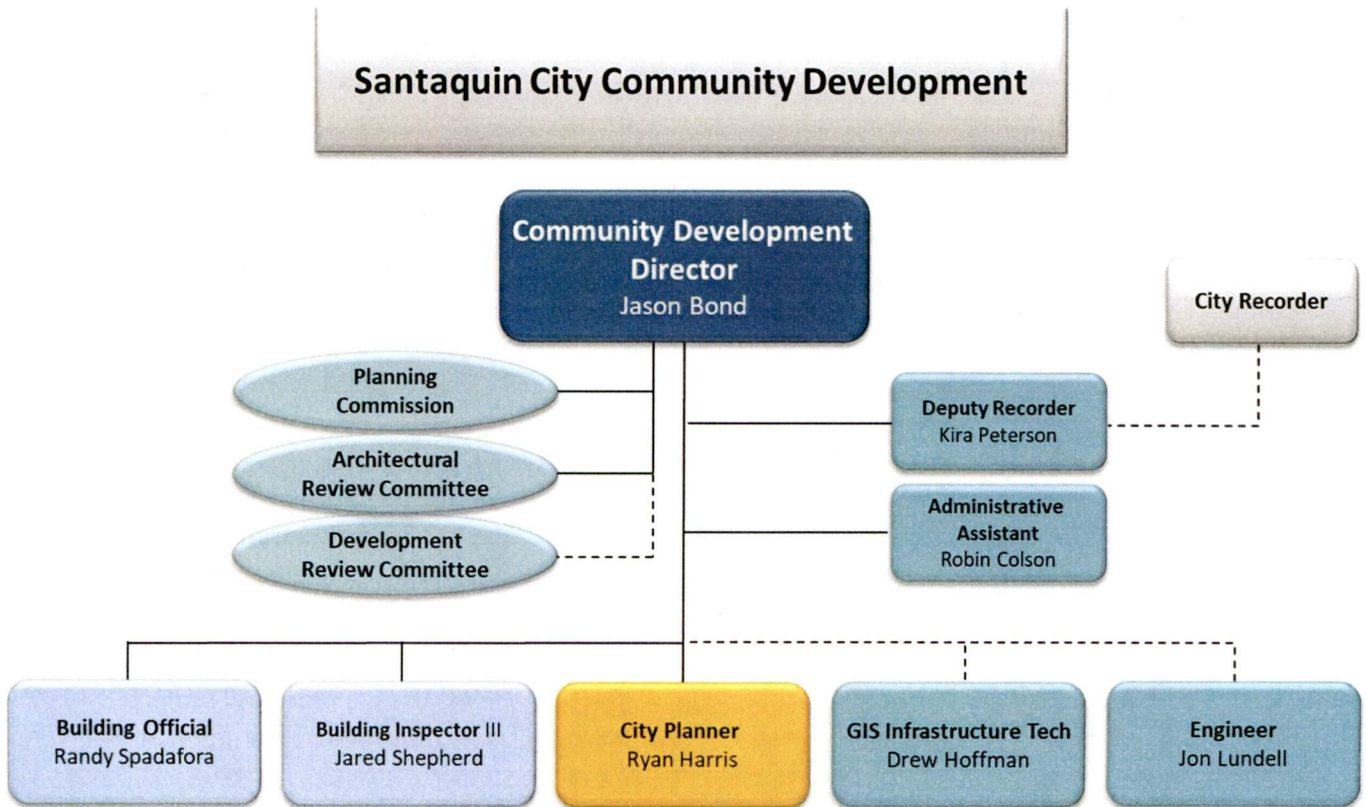 Santaquin City Community Development
Community Development
Director
Jason Bond
City Recorder
Planning
Commission
Architectural
Review Committee
Development
Review Committee
Deputy Recorder
Kira Peterson
Administrative
Assistant
Robin Colson
Building Official
Randy Spadafora
Building Inspector III
Jared Shepherd
City Planner
Ryan Harris
GIS Infrastructure Tech
Drew Hoffman
Engineer
Jon Lundell